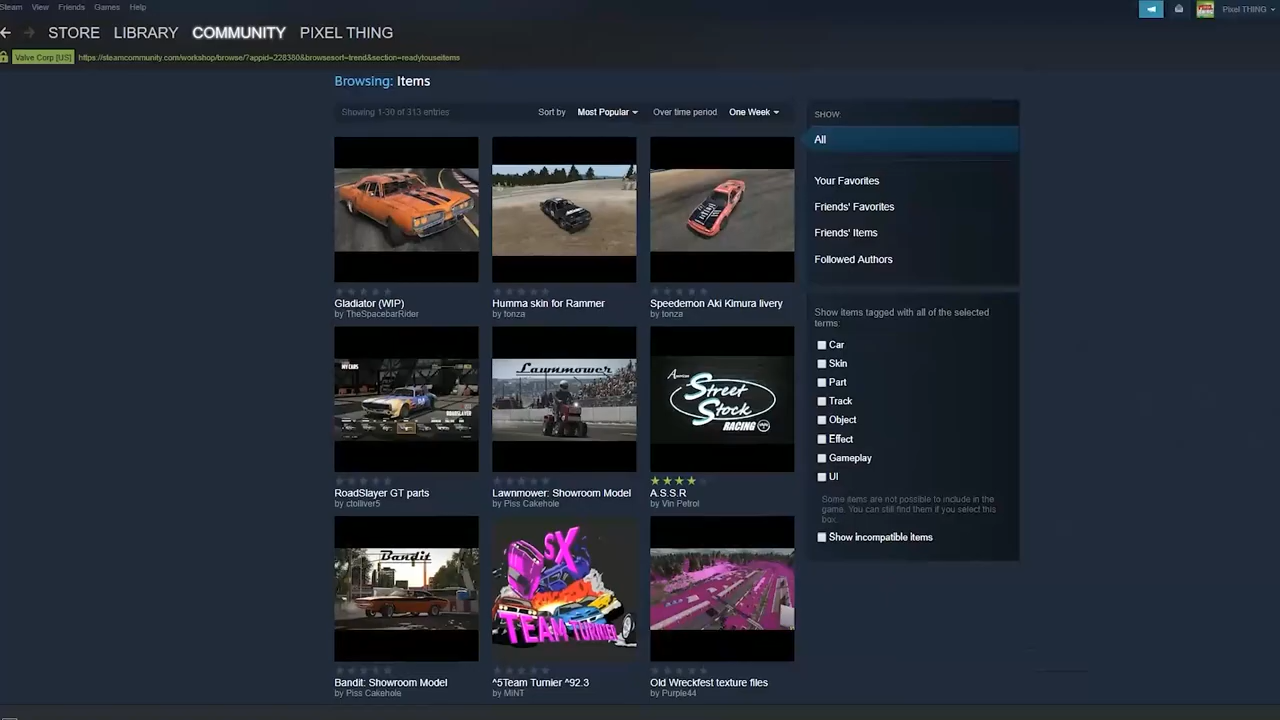 Steam View Friends Games Help
Pixel THING
STORE LIBRARY COMMUNITY PIXEL THING
Valve Corp [US] https://steamcommunity.com/workshop/browse/?appid=228380&browsesort=trend&section=readytouseitems
Browsing: Items
Showing 1-30 of 313 entries
Sort by Most Popular Over time period One Week
Gladiator (WIP)
by TheSpacebarRider
Humma skin for Rammer
by tonza
Speedemon Aki Kimura livery
by tonza
MY CARS
ROADSLAYER
RoadSlayer GT parts
by ctolliver5
Lawnmower
Lawnmower: Showroom Model
by Piss Cakehole
American
Street
Stock
RACING
A.S.S.R
by Vin Petrol
Bandit
Bandit: Showroom Model
by Piss Cakehole
SX
TEAM TURNIER
^5Team Turnier ^92.3
by MiNT
Old Wreckfest texture files
by Purple44
SHOW:
All
Your Favorites
Friends' Favorites
Friends' Items
Followed Authors
Show items tagged with all of the selected
terms:
Car
Skin
Part
Track
Object
Effect
Gameplay
UI
Some items are not possible to include in the
game. You can still find them if you select this
box.
Show incompatible items